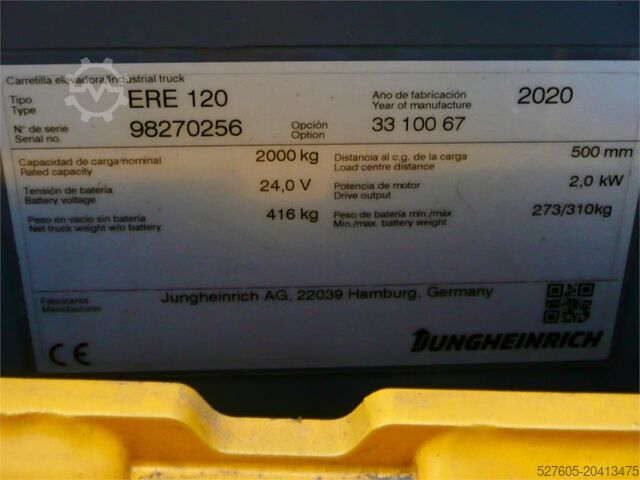 Carretilla elevadora/Industrial truck
Tipo ERE 120 Año de fabricación 2020
Type Year of manufacture
N° de serie 98270256 Opción 33 100 67
Serial no. Option
Capacidad de carga nominal 2000 kg Distancia al c.g. de la carga 500 mm
Rated capacity Load centre distance
Tensión de batería 24,0 V Potencia de motor 2,0 kW
Battery voltage Drive output
Peso en vacío sin batería 416 kg Peso de batería min./máx. 273/310kg
Net truck weight w/o battery Min./max. battery weight
Fabricante Jungheinrich AG, 22039 Hamburg, Germany
Manufacturer
CE JUNGHEINRICH
527605-20413475